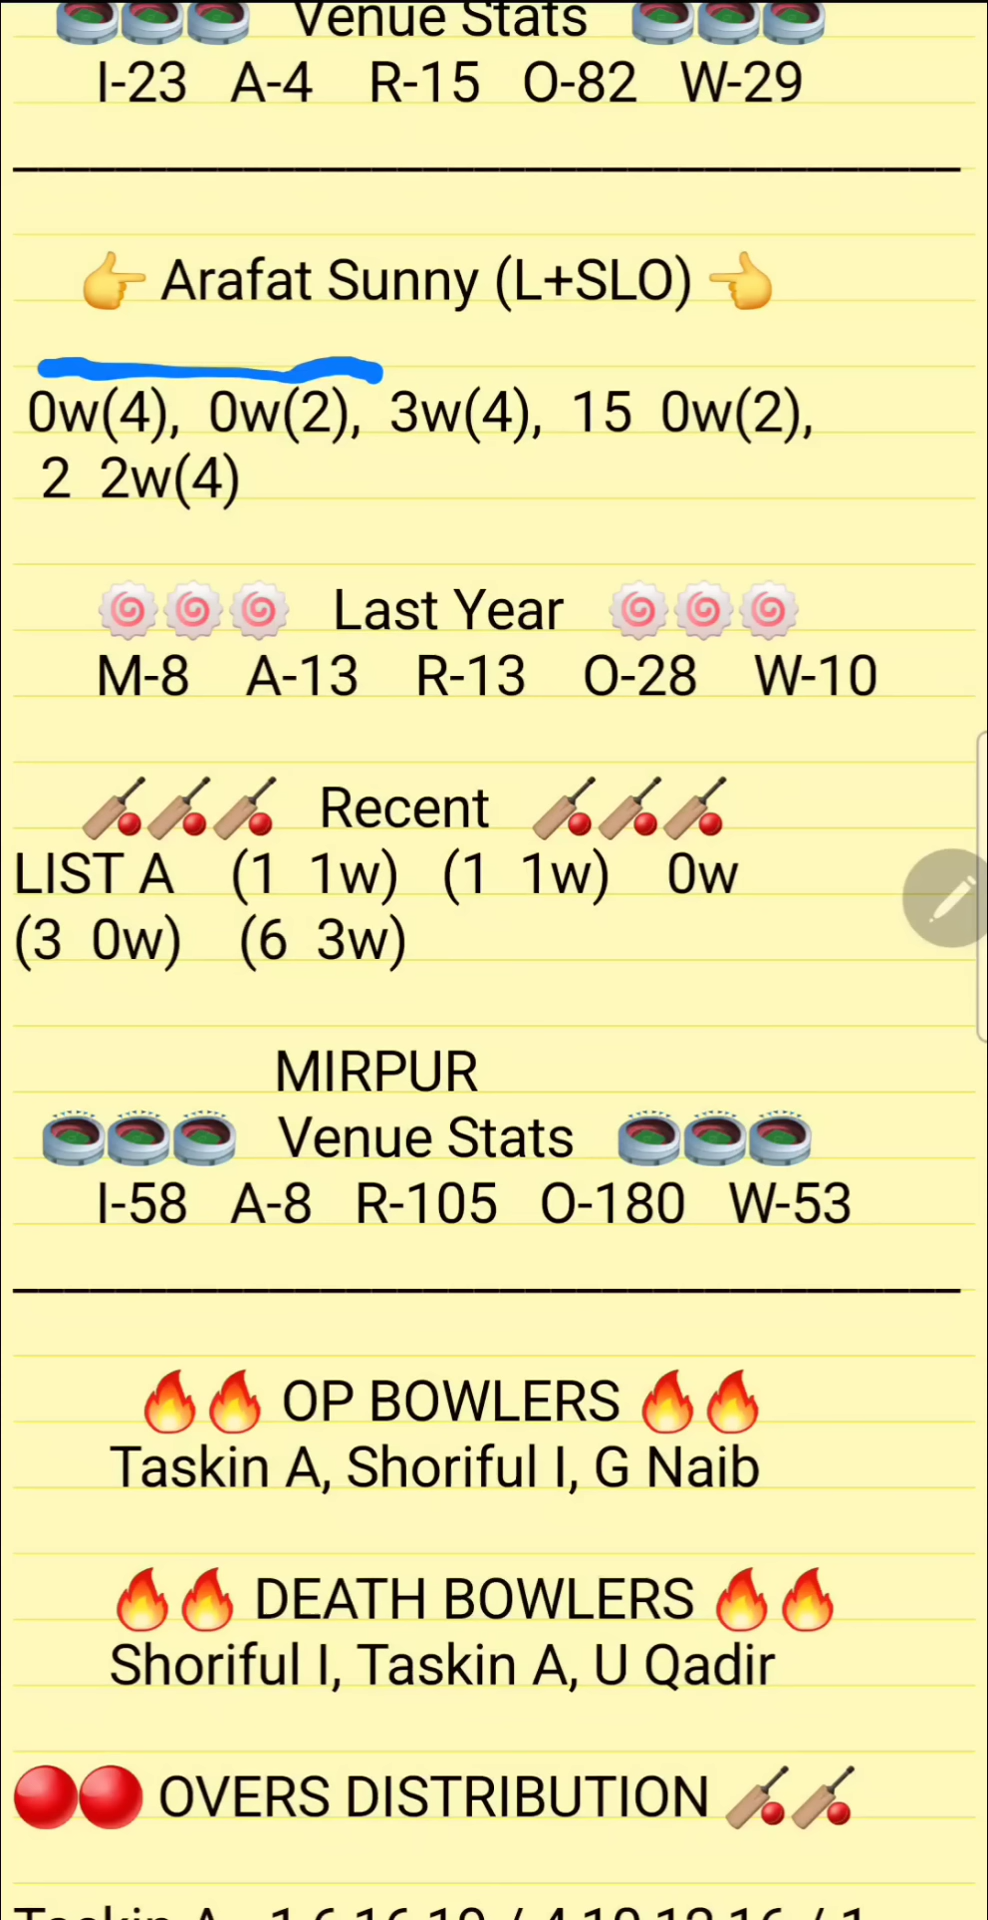 Venue Stats
I-23 A-4 R-15 O-82 W-29
Arafat Sunny (L+SLO)
0w(4), 0w(2), 3w(4), 15 0w(2),
2 2w(4)
Last Year
M-8 A-13 R-13 O-28 W-10
Recent
LIST A (1 1w) (1 1w) 0w
(3 0w) (6 3w)
MIRPUR
Venue Stats
I-58 A-8 R-105 O-180 W-53
OP BOWLERS
Taskin A, Shoriful I, G Naib
DEATH BOWLERS
Shoriful I, Taskin A, U Qadir
OVERS DISTRIBUTION
Taskin A